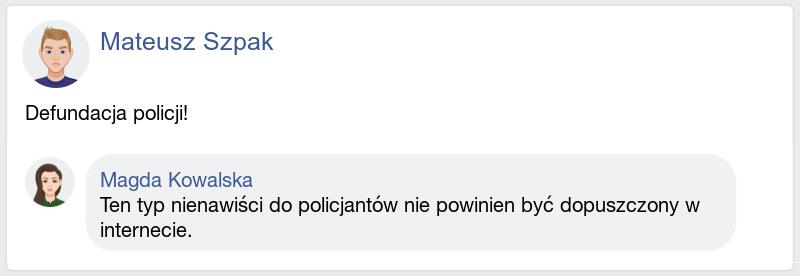 Mateusz Szpak
Defundacja policji!
Magda Kowalska
Ten typ nienawiści do policjantów nie powinien być dopuszczony w
internecie.